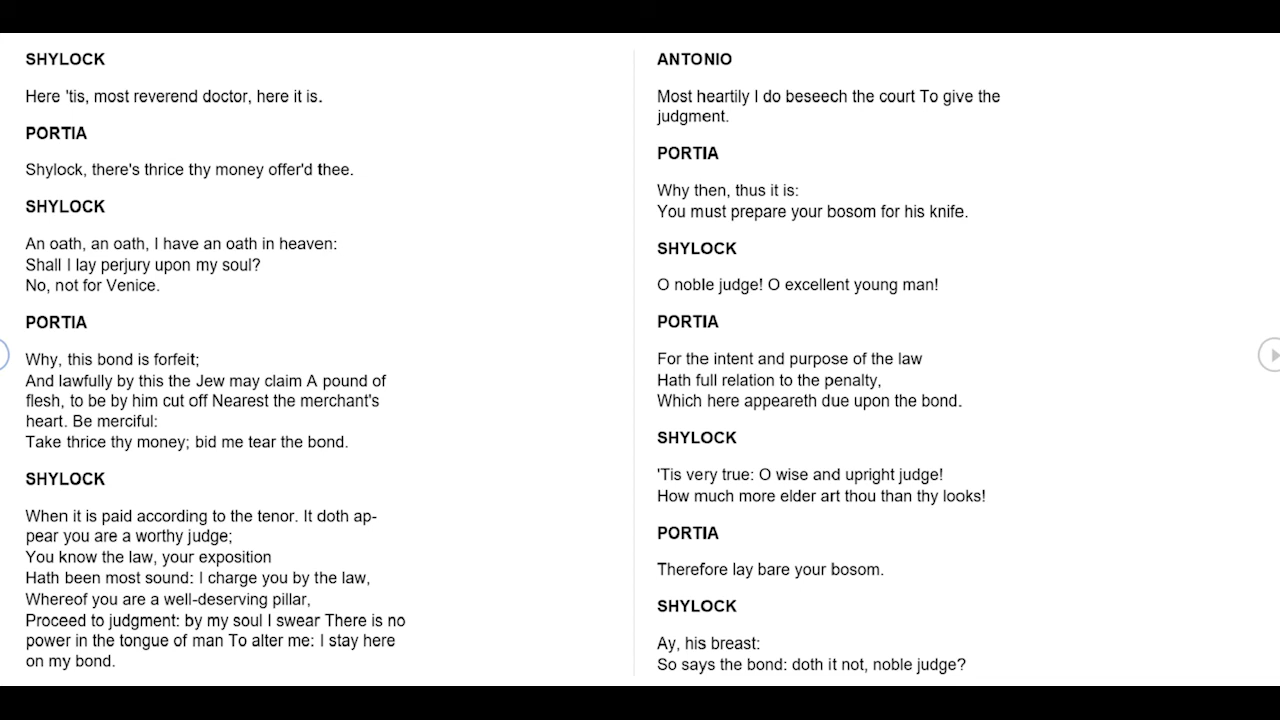 SHYLOCK
Here 'tis, most reverend doctor, here it is.
PORTIA
Shylock, there's thrice thy money offer'd thee.
SHYLOCK
An oath, an oath, I have an oath in heaven:
Shall I lay perjury upon my soul?
No, not for Venice.
PORTIA
Why, this bond is forfeit;
And lawfully by this the Jew may claim A pound of
flesh, to be by him cut off Nearest the merchant's
heart. Be merciful:
Take thrice thy money; bid me tear the bond.
SHYLOCK
When it is paid according to the tenor. It doth ap-
pear you are a worthy judge;
You know the law, your exposition
Hath been most sound: I charge you by the law,
Whereof you are a well-deserving pillar,
Proceed to judgment: by my soul I swear There is no
power in the tongue of man To alter me: I stay here
on my bond.
ANTONIO
Most heartily I do beseech the court To give the
judgment.
PORTIA
Why then, thus it is:
You must prepare your bosom for his knife.
SHYLOCK
O noble judge! O excellent young man!
PORTIA
For the intent and purpose of the law
Hath full relation to the penalty,
Which here appeareth due upon the bond.
SHYLOCK
'Tis very true: O wise and upright judge!
How much more elder art thou than thy looks!
PORTIA
Therefore lay bare your bosom.
SHYLOCK
Ay, his breast:
So says the bond: doth it not, noble judge?